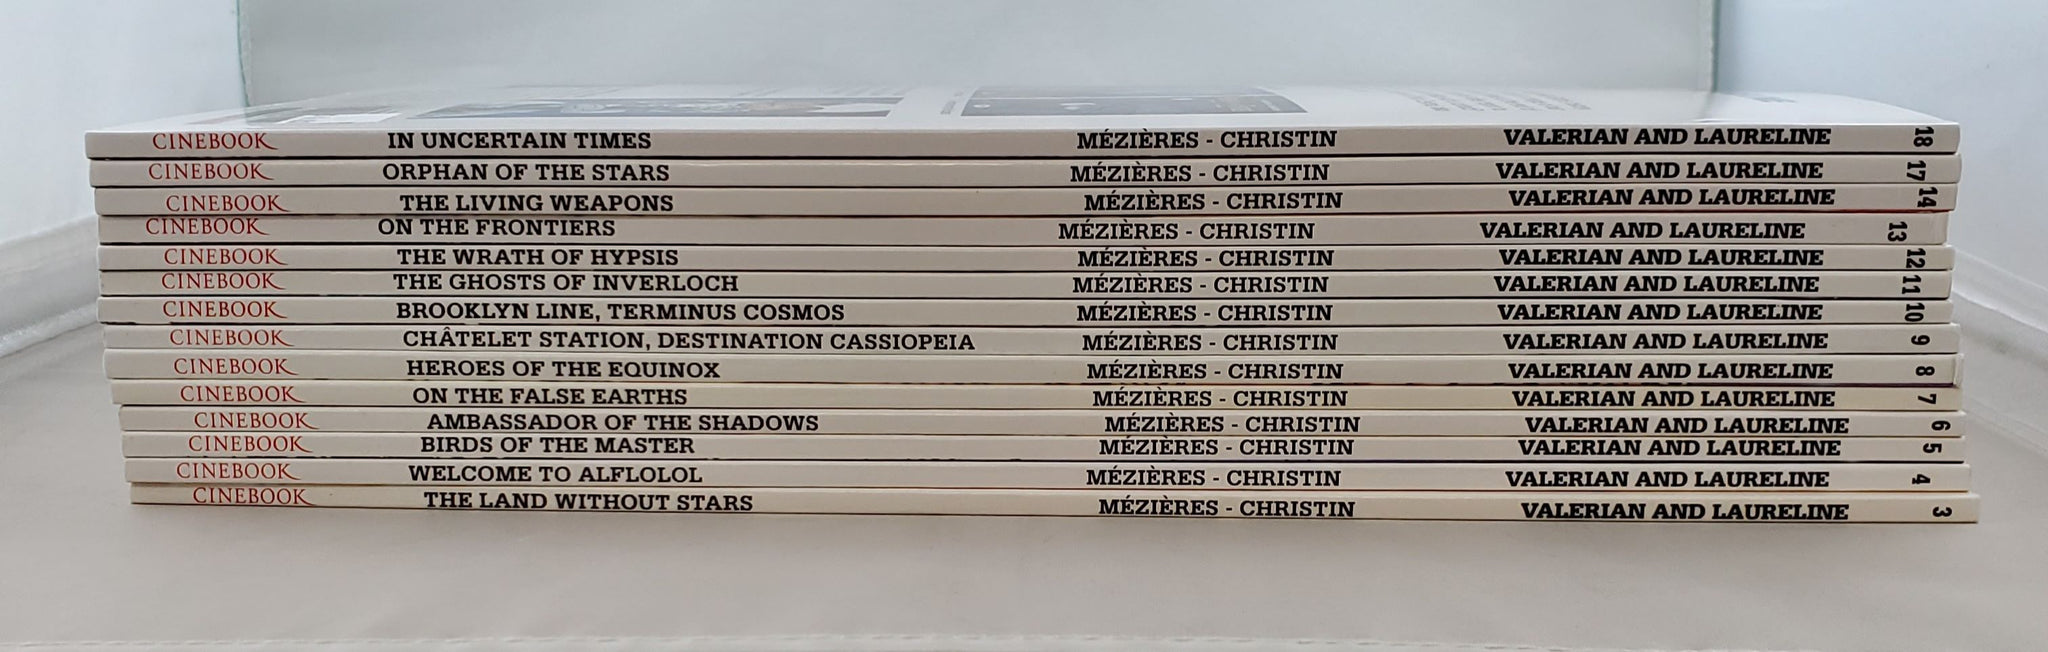 CINEBOOK IN UNCERTAIN TIMES MÉZIÈRES - CHRISTIN VALERIAN AND LAURELINE 18
CINEBOOK ORPHAN OF THE STARS MÉZIÈRES - CHRISTIN VALERIAN AND LAURELINE 17
CINEBOOK THE LIVING WEAPONS MÉZIÈRES - CHRISTIN VALERIAN AND LAURELINE 14
CINEBOOK ON THE FRONTIERS MÉZIÈRES - CHRISTIN VALERIAN AND LAURELINE 13
CINEBOOK THE WRATH OF HYPSIS MÉZIÈRES - CHRISTIN VALERIAN AND LAURELINE 12
CINEBOOK THE GHOSTS OF INVERLOCH MÉZIÈRES - CHRISTIN VALERIAN AND LAURELINE 11
CINEBOOK BROOKLYN LINE, TERMINUS COSMOS MÉZIÈRES - CHRISTIN VALERIAN AND LAURELINE 10
CINEBOOK CHÂTELET STATION, DESTINATION CASSIOPEIA MÉZIÈRES - CHRISTIN VALERIAN AND LAURELINE 9
CINEBOOK HEROES OF THE EQUINOX MÉZIÈRES - CHRISTIN VALERIAN AND LAURELINE 8
CINEBOOK ON THE FALSE EARTHS MÉZIÈRES - CHRISTIN VALERIAN AND LAURELINE 7
CINEBOOK AMBASSADOR OF THE SHADOWS MÉZIÈRES - CHRISTIN VALERIAN AND LAURELINE 6
CINEBOOK BIRDS OF THE MASTER MÉZIÈRES - CHRISTIN VALERIAN AND LAURELINE 5
CINEBOOK WELCOME TO ALFLOLOL MÉZIÈRES - CHRISTIN VALERIAN AND LAURELINE 4
CINEBOOK THE LAND WITHOUT STARS MÉZIÈRES - CHRISTIN VALERIAN AND LAURELINE 3